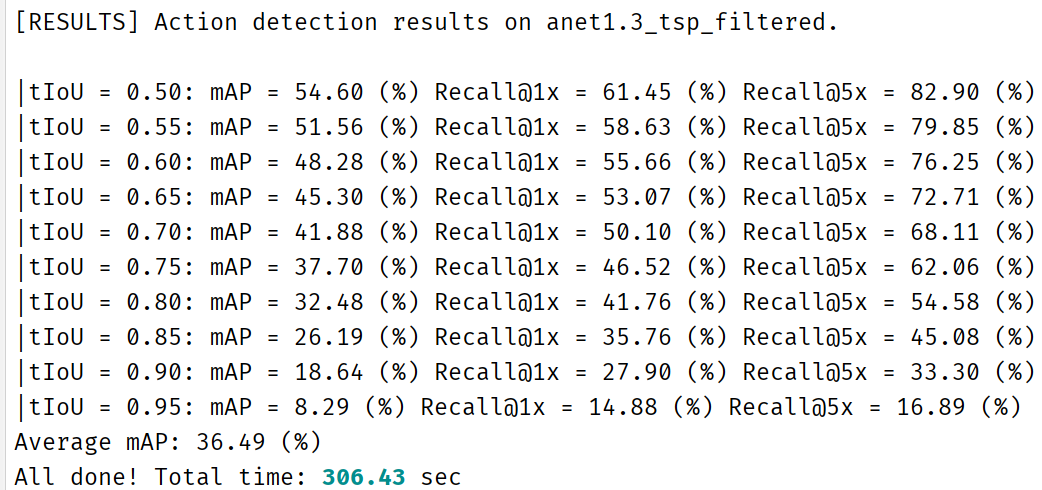 [RESULTS] Action detection results on anet1.3_tsp_filtered.
|tIoU = 0.50: mAP = 54.60 (%) Recall@1x = 61.45 (%) Recall@5x = 82.90 (%)
|tIoU = 0.55: mAP = 51.56 (%) Recall@1x = 58.63 (%) Recall@5x = 79.85 (%)
|tIoU = 0.60: mAP = 48.28 (%) Recall@1x = 55.66 (%) Recall@5x = 76.25 (%)
|tIoU = 0.65: mAP = 45.30 (%) Recall@1x = 53.07 (%) Recall@5x = 72.71 (%)
|tIoU = 0.70: mAP = 41.88 (%) Recall@1x = 50.10 (%) Recall@5x = 68.11 (%)
|tIoU = 0.75: mAP = 37.70 (%) Recall@1x = 46.52 (%) Recall@5x = 62.06 (%)
|tIoU = 0.80: mAP = 32.48 (%) Recall@1x = 41.76 (%) Recall@5x = 54.58 (%)
|tIoU = 0.85: mAP = 26.19 (%) Recall@1x = 35.76 (%) Recall@5x = 45.08 (%)
|tIoU = 0.90: mAP = 18.64 (%) Recall@1x = 27.90 (%) Recall@5x = 33.30 (%)
|tIoU = 0.95: mAP = 8.29 (%) Recall@1x = 14.88 (%) Recall@5x = 16.89 (%)
Average mAP: 36.49 (%)
All done! Total time: 306.43 sec